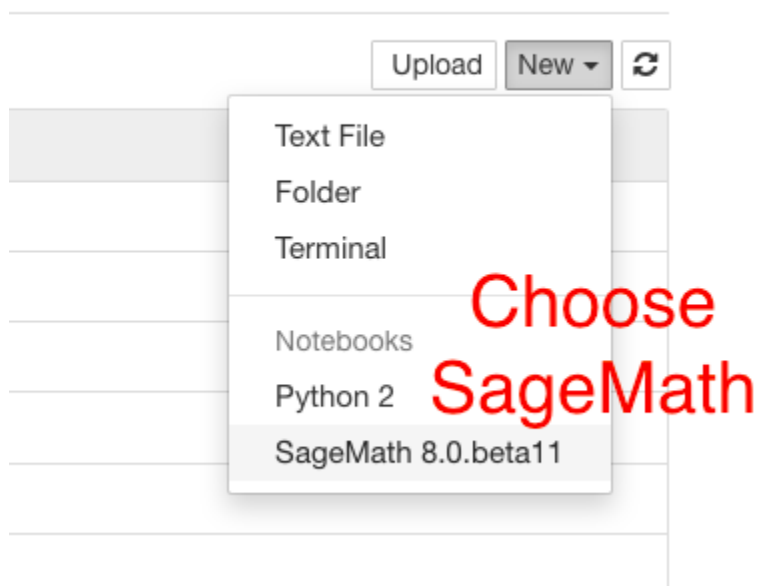 Upload New
Text File
Folder
Terminal
Choose
Notebooks
SageMath
Python 2
SageMath 8.0.beta11